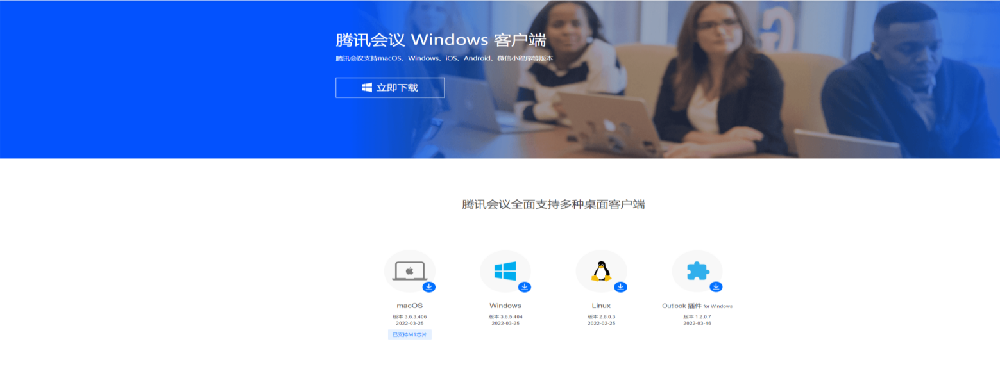 腾讯会议 Windows 客户端
腾讯会议支持macOS、Windows、iOS、Android、微信小程序等版本
立即下载
腾讯会议全面支持多种桌面客户端
macOS
版本 3.6.3.406
2022-03-25
已支持M1芯片
Windows
版本 3.6.5.404
2022-03-25
Linux
版本 2.8.0.3
2022-02-25
Outlook 插件 for Windows
版本 1.2.0.7
2022-03-16